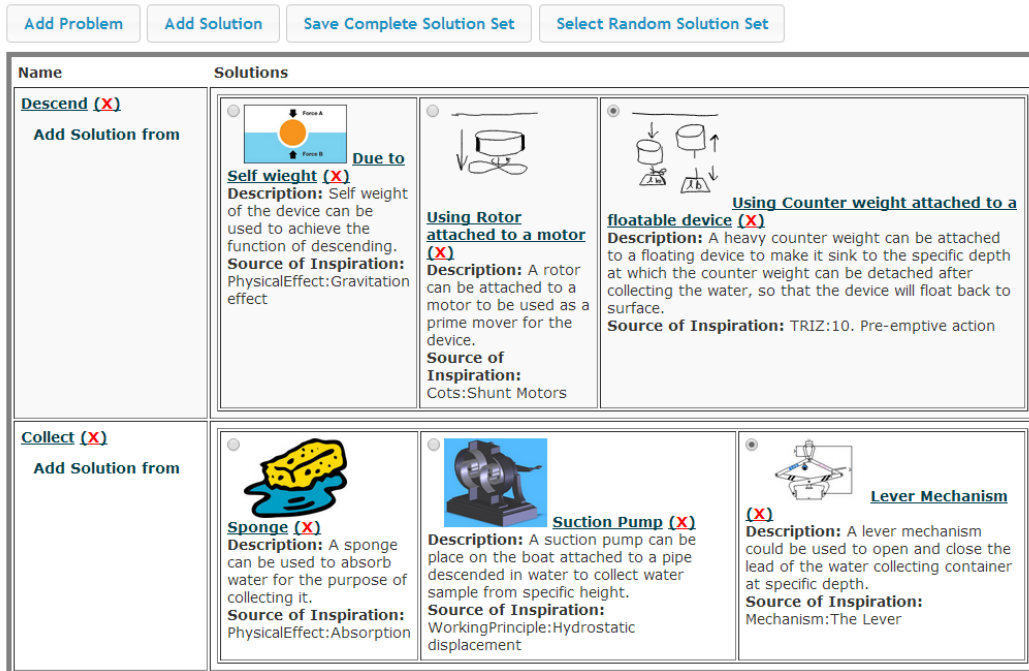 Add Problem
Add Solution
Save Complete Solution Set
Select Random Solution Set
Name
Solutions
Descend (X)
Add Solution from
Force A
Force B
Due to
Self wieght (X)
Description: Self weight
of the device can be
used to achieve the
function of descending.
Source of Inspiration:
PhysicalEffect:Gravitation
effect
Using Rotor
attached to a motor
(X)
Description: A rotor
can be attached to a
motor to be used as a
prime mover for the
device.
Source of
Inspiration:
Cots:Shunt Motors
lb
lb
Using Counter weight attached to a
floatable device (X)
Description: A heavy counter weight can be attached
to a floating device to make it sink to the specific depth
at which the counter weight can be detached after
collecting the water, so that the device will float back to
surface.
Source of Inspiration: TRIZ:10. Pre-emptive action
Collect (X)
Add Solution from
Sponge (X)
Description: A sponge
can be used to absorb
water for the purpose of
collecting it.
Source of Inspiration:
PhysicalEffect:Absorption
Suction Pump (X)
Description: A suction pump can be
place on the boat attached to a pipe
descended in water to collect water
sample from specific height.
Source of Inspiration:
WorkingPrinciple:Hydrostatic
displacement
Lever Mechanism
(X)
Description: A lever mechanism
could be used to open and close the
lead of the water collecting container
at specific depth.
Source of Inspiration:
Mechanism:The Lever